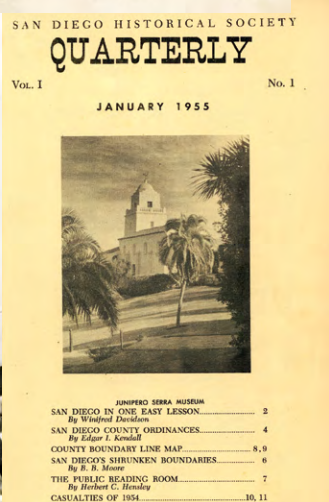 SAN DIEGO HISTORICAL SOCIETY
QUARTERLY
VOL. I No. 1
JANUARY 1955
JUNIPERO SERRA MUSEUM
SAN DIEGO IN ONE EASY LESSON........................ 2
By Winifred Davidson
SAN DIEGO COUNTY ORDINANCES........................ 4
By Edgar I. Kendall
COUNTY BOUNDARY LINE MAP........................ 8,9
SAN DIEGO'S SHRUNKEN BOUNDARIES.................. 6
By B. B. Moore
THE PUBLIC READING ROOM........................ 7
By Herbert C. Hensley
CASUALTIES OF 1954........................ 10, 11